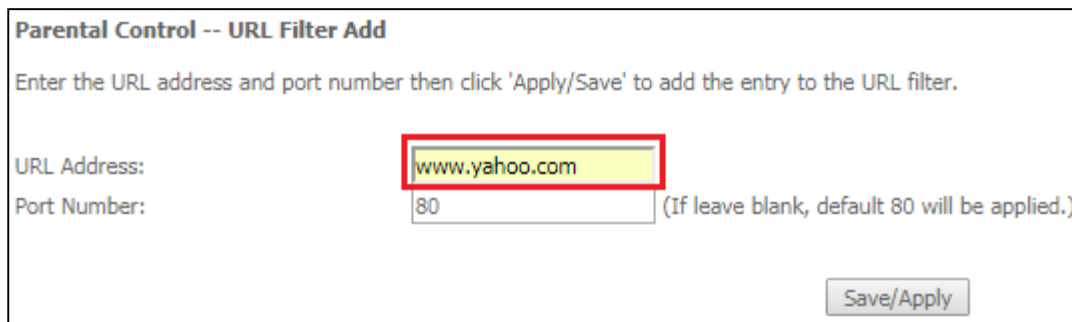 Parental Control -- URL Filter Add
Enter the URL address and port number then click 'Apply/Save' to add the entry to the URL filter.
URL Address: www.yahoo.com
Port Number: 80 (If leave blank, default 80 will be applied.)
Save/Apply